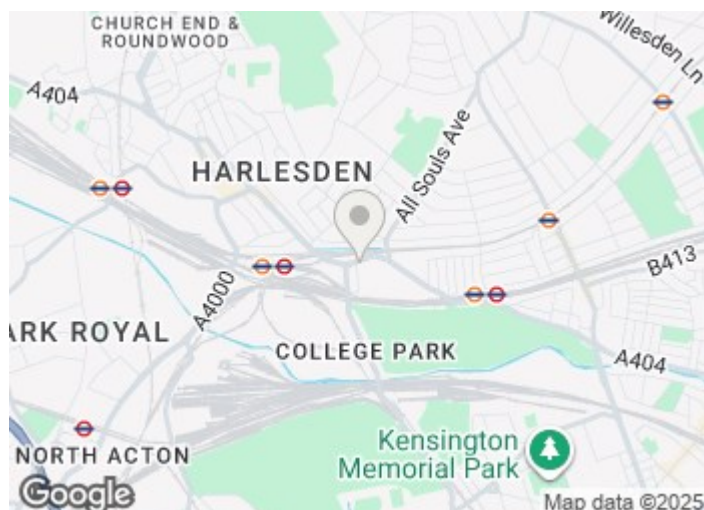 CHURCH END &
ROUNDWOOD
Willesden Ln
A404
All Souls Ave
HARLESDEN
B413
A4000
ARK ROYAL
COLLEGE PARK
A404
NORTH ACTON
Kensington
Memorial Park
Google
Map data ©2025